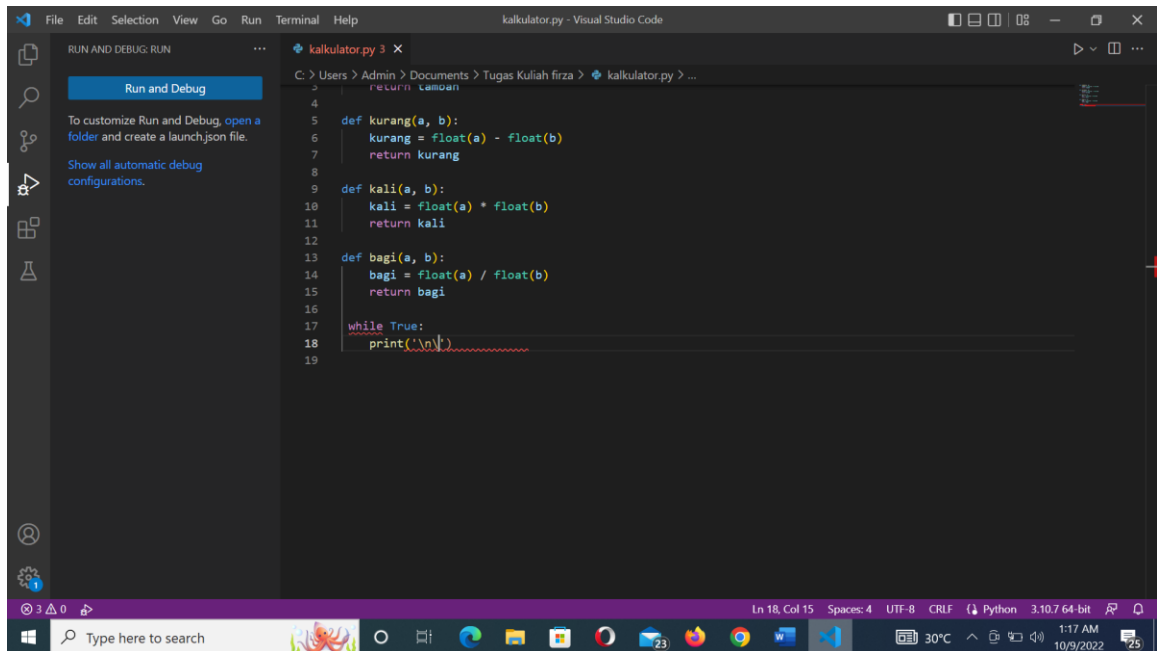 File Edit Selection View Go Run Terminal Help
kalkulator.py - Visual Studio Code
RUN AND DEBUG: RUN ...
kalkulator.py 3
C: > Users > Admin > Documents > Tugas Kuliah firza > kalkulator.py > ...
Run and Debug
To customize Run and Debug, open a
folder and create a launch.json file.
Show all automatic debug
configurations.
3 return tambah
4
5 def kurang(a, b):
6 kurang = float(a) - float(b)
7 return kurang
8
9 def kali(a, b):
10 kali = float(a) * float(b)
11 return kali
12
13 def bagi(a, b):
14 bagi = float(a) / float(b)
15 return bagi
16
17 while True:
18 print('\n\')
19
1
3 0
Ln 18, Col 15 Spaces: 4 UTF-8 CRLF Python 3.10.7 64-bit
Type here to search
23
30°C
1:17 AM
10/9/2022
25